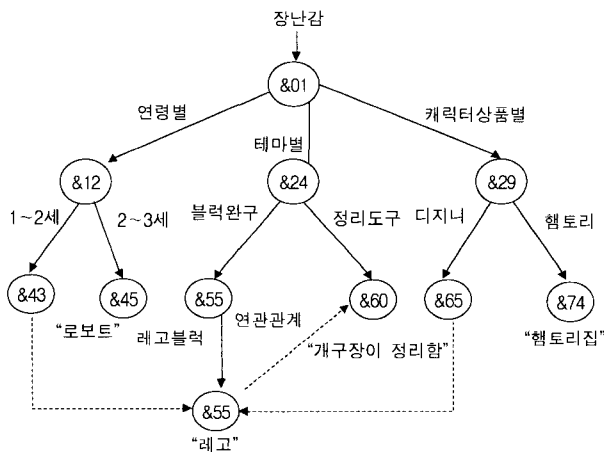 장난감
&01
연령별
테마별
캐릭터상품별
&12
&24
&29
1~2세
2~3세
블럭완구
정리도구
디지니
햄토리
&43
&45
&55
&60
&65
&74
"로보트"
레고블럭
연관관계
"개구장이 정리함"
"햄토리집"
&55
"레고"